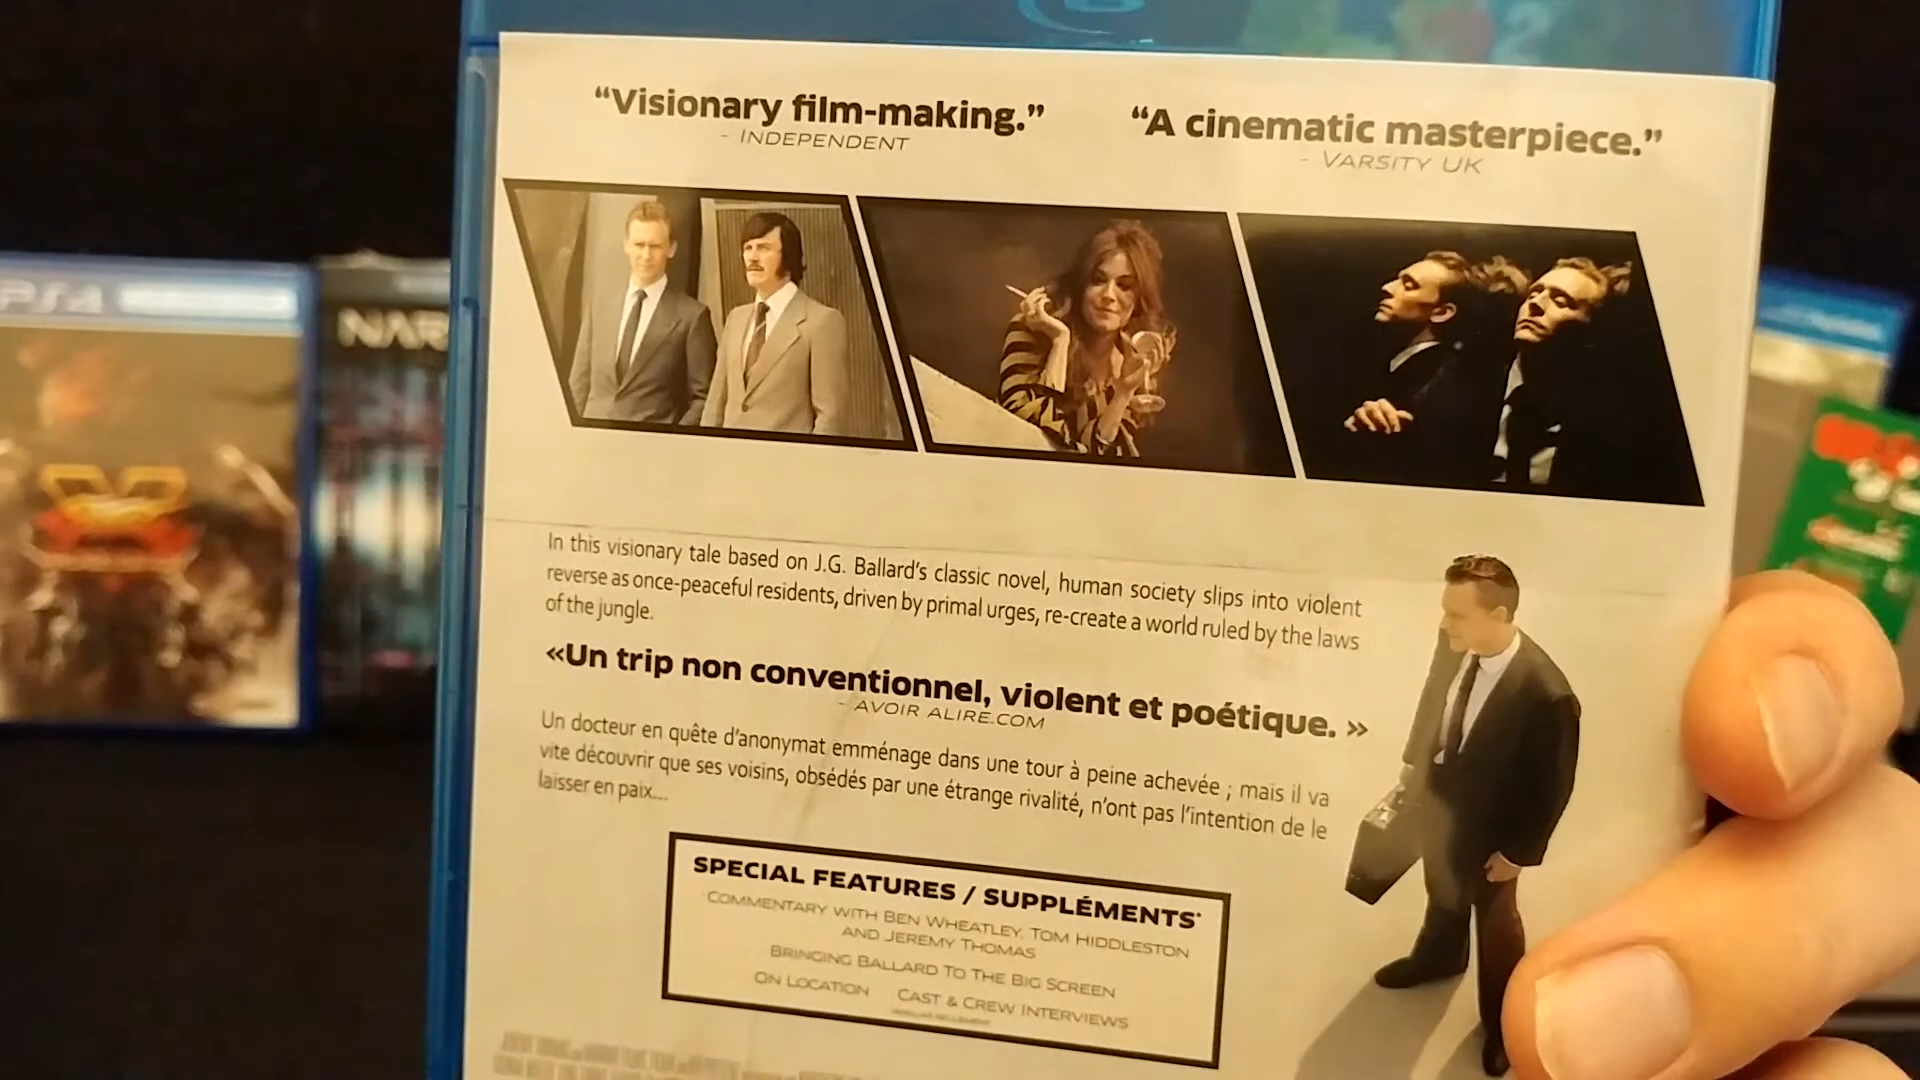 2
“Visionary film-making.”
- INDEPENDENT
“A cinematic masterpiece.”
- VARSITY UK
PS4
NAR
In this visionary tale based on J.G. Ballard's classic novel, human society slips into violent
reverse as once-peaceful residents, driven by primal urges, re-create a world ruled by the laws
of the jungle.
«Un trip non conventionnel, violent et poétique. »
- AVOIR ALIRE.COM
Un docteur en quête d'anonymat emménage dans une tour à peine achevée ; mais il va
vite découvrir que ses voisins, obsédés par une étrange rivalité, n'ont pas l'intention de le
laisser en paix...
SPECIAL FEATURES / SUPPLÉMENTS*
COMMENTARY WITH BEN WHEATLEY, TOM HIDDLESTON
AND JEREMY THOMAS
BRINGING BALLARD TO THE BIG SCREEN
ON LOCATION CAST & CREW INTERVIEWS